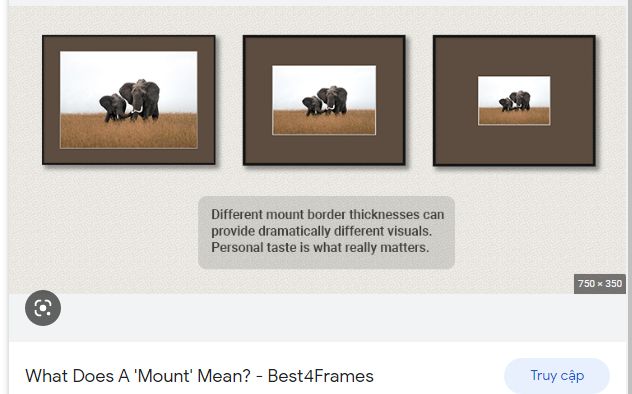 Different mount border thicknesses can
provide dramatically different visuals.
Personal taste is what really matters.
750 × 350
What Does A 'Mount' Mean? - Best4Frames
Truy cập